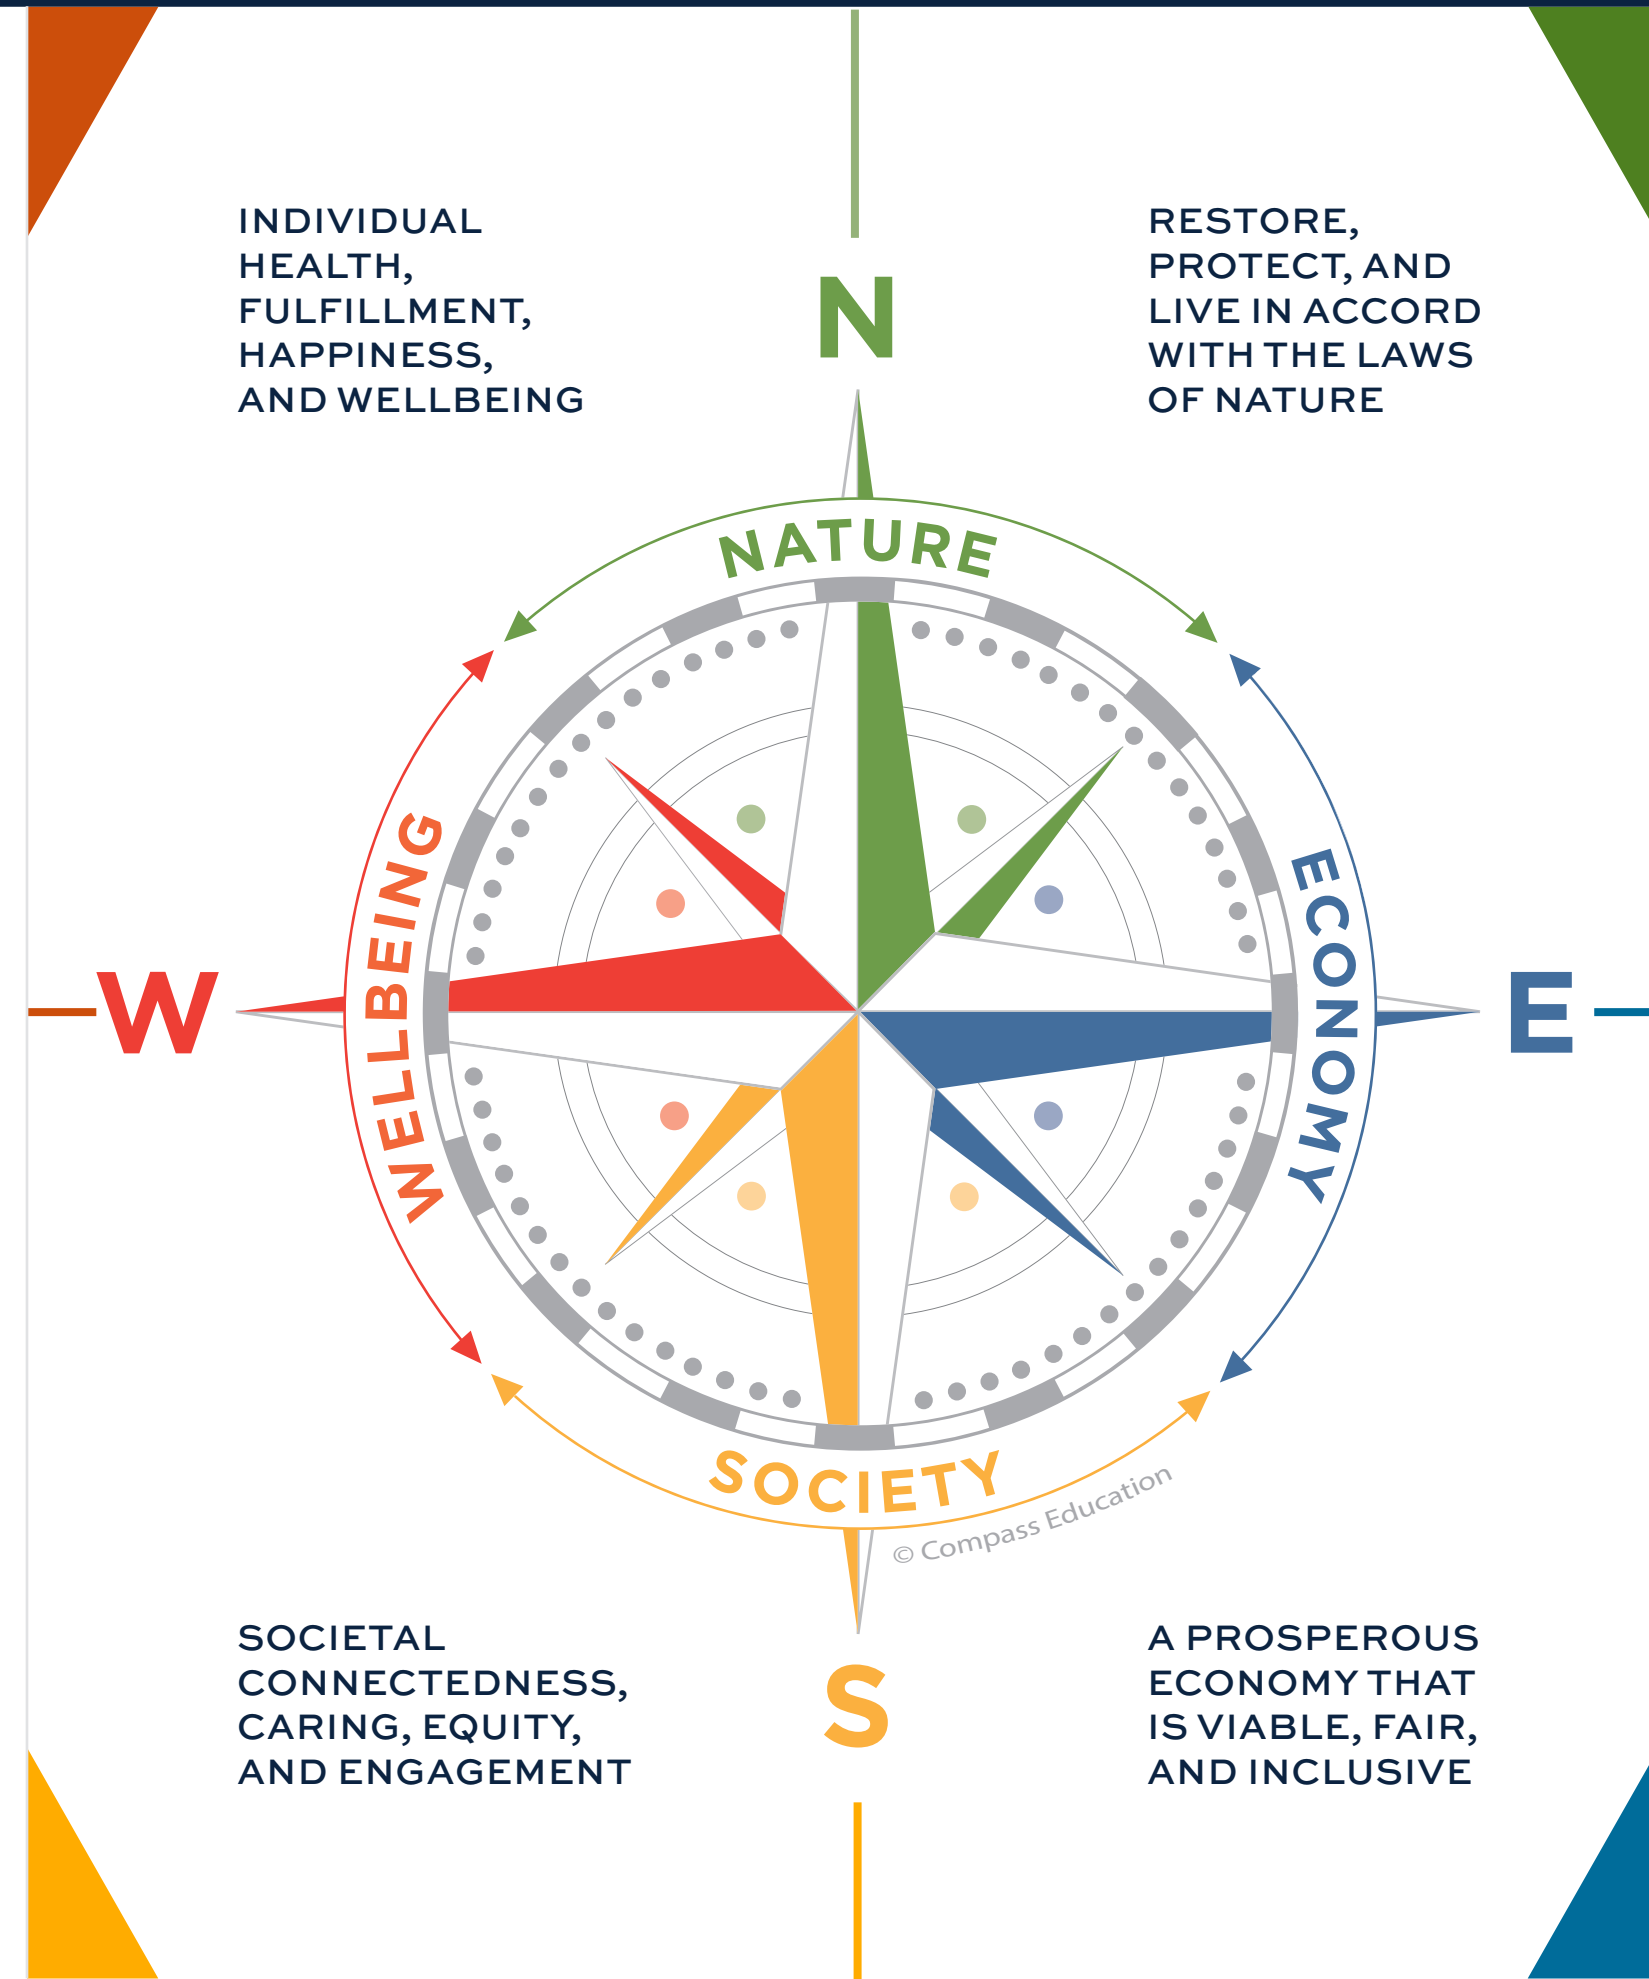 INDIVIDUAL
HEALTH,
FULFILLMENT,
HAPPINESS,
AND WELLBEING
RESTORE,
PROTECT, AND
LIVE IN ACCORD
WITH THE LAWS
OF NATURE
N
NATURE
W
WELLBEING
ECONOMY
E
SOCIETY
© Compass Education
S
SOCIETAL
CONNECTEDNESS,
CARING, EQUITY,
AND ENGAGEMENT
A PROSPEROUS
ECONOMY THAT
IS VIABLE, FAIR,
AND INCLUSIVE